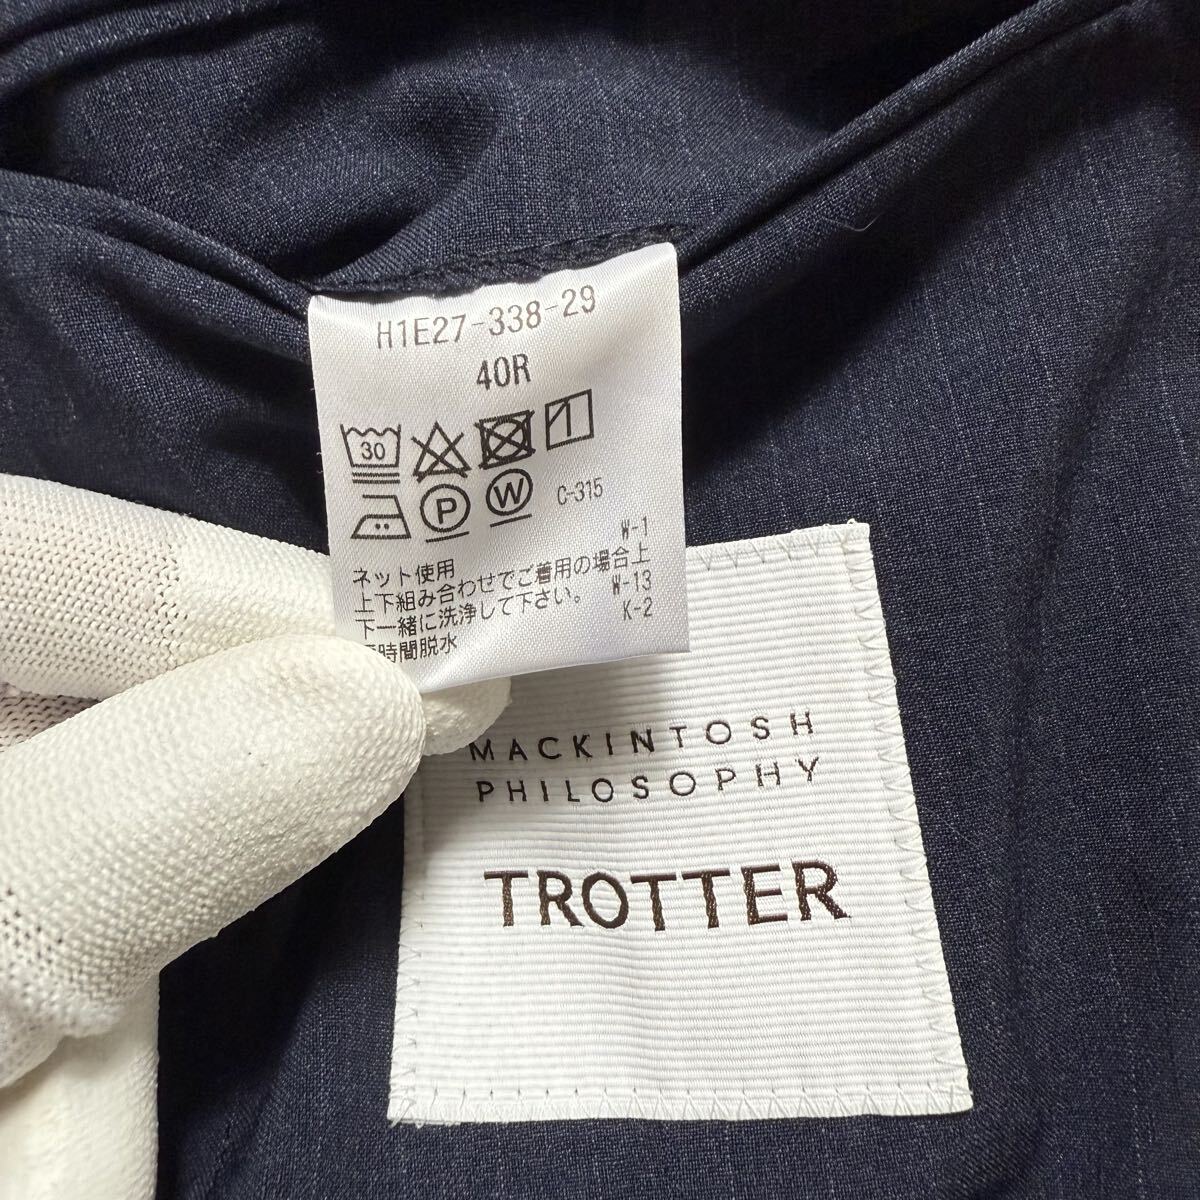 H1E27-338-29
40R
30
P W C-315
W-1
ネット使用
上下組み合わせでご着用の場合上
下一緒に洗浄して下さい。 W-13
時間脱水 K-2
MACKINTOSH
PHILOSOPHY
TROTTER